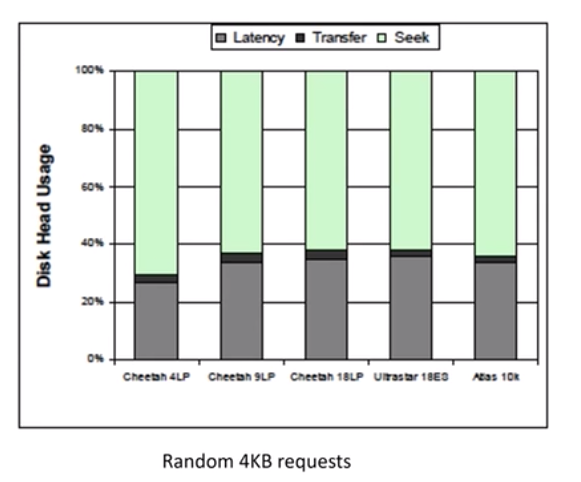 Latency Transfer Seek
100%
80%
60%
40%
20%
0%
Disk Head Usage
Cheetah 4LP Cheetah 9LP Cheetah 18LP Ultrastar 18ES Atlas 10k
Random 4KB requests